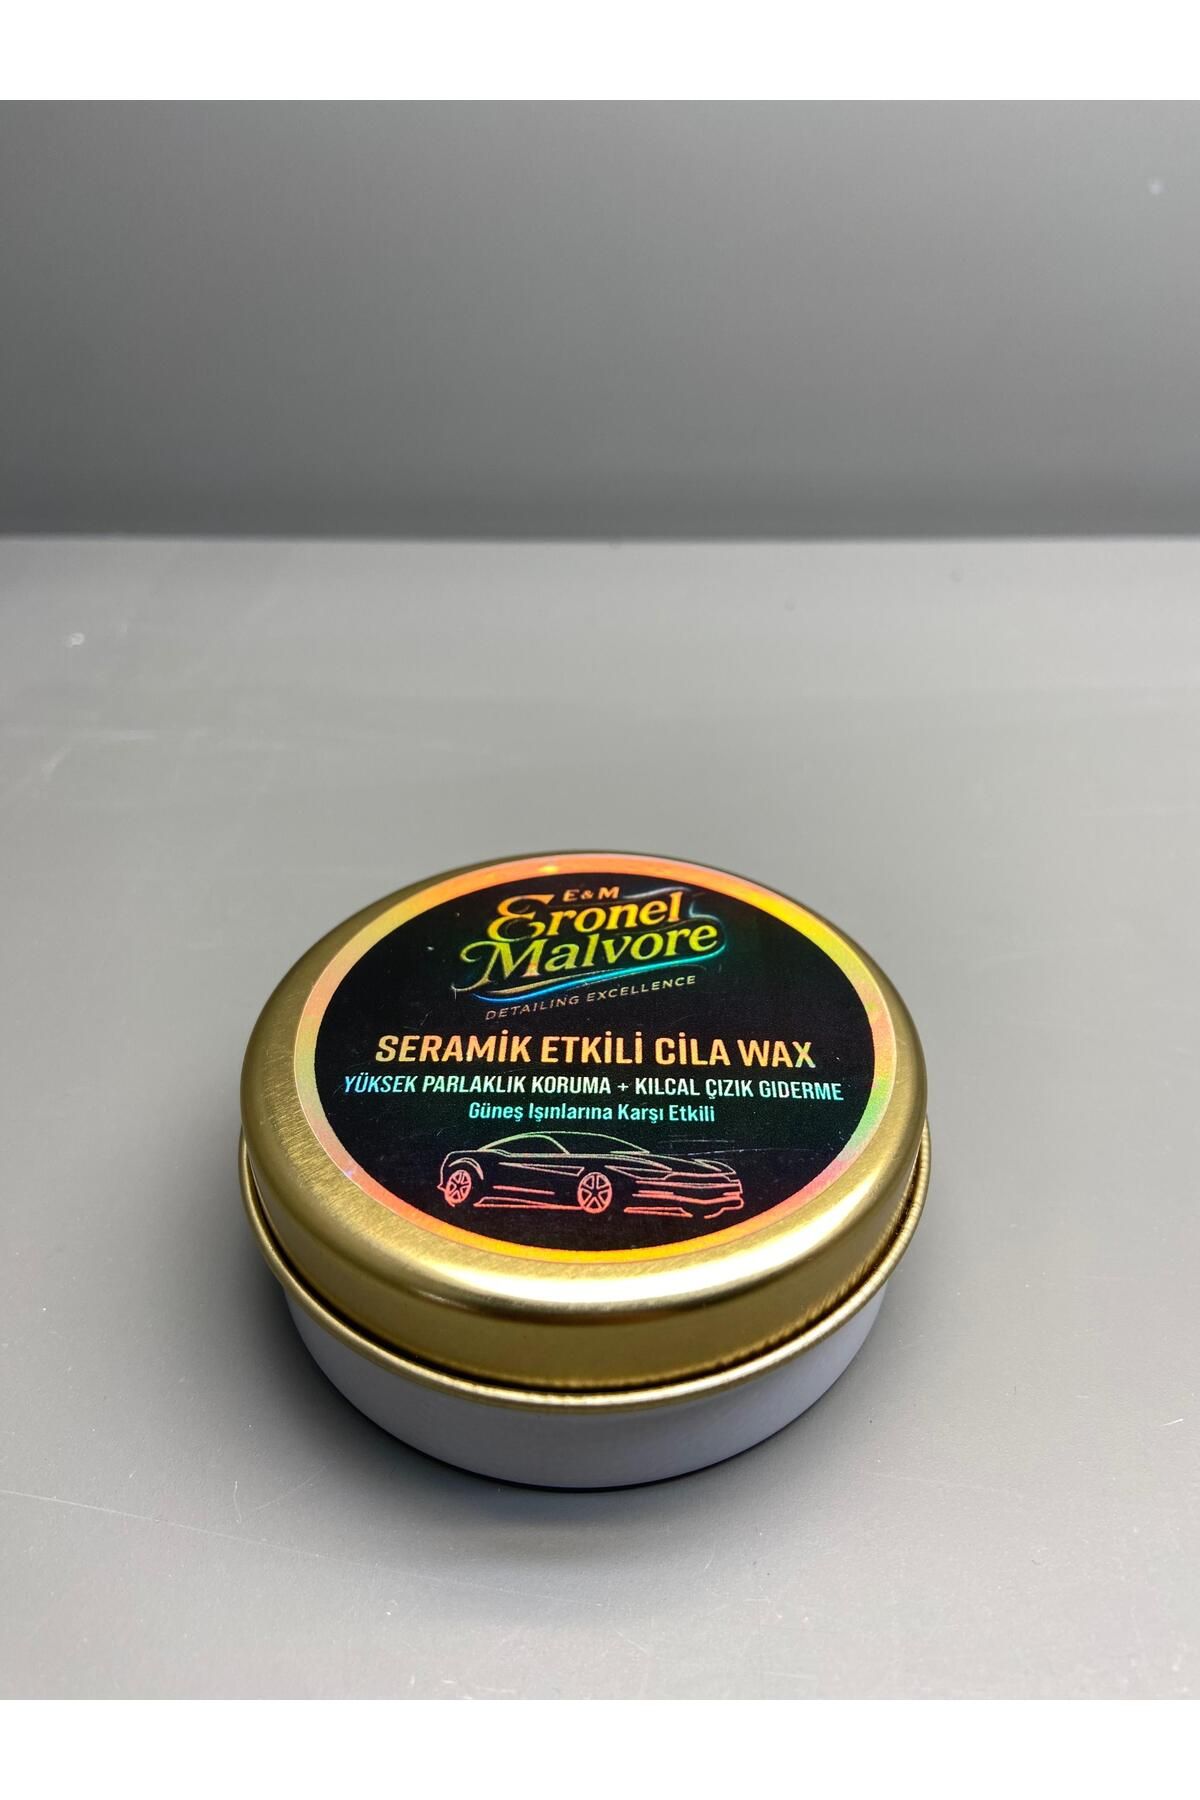 E&M
Eronel
Malvore
DETAILING EXCELLENCE
SERAMİK ETKİLİ CİLA WAX
YÜKSEK PARLAKLIK KORUMA + KILCAL ÇIZIK GIDERME
Güneş Işınlarına Karşı Etkili